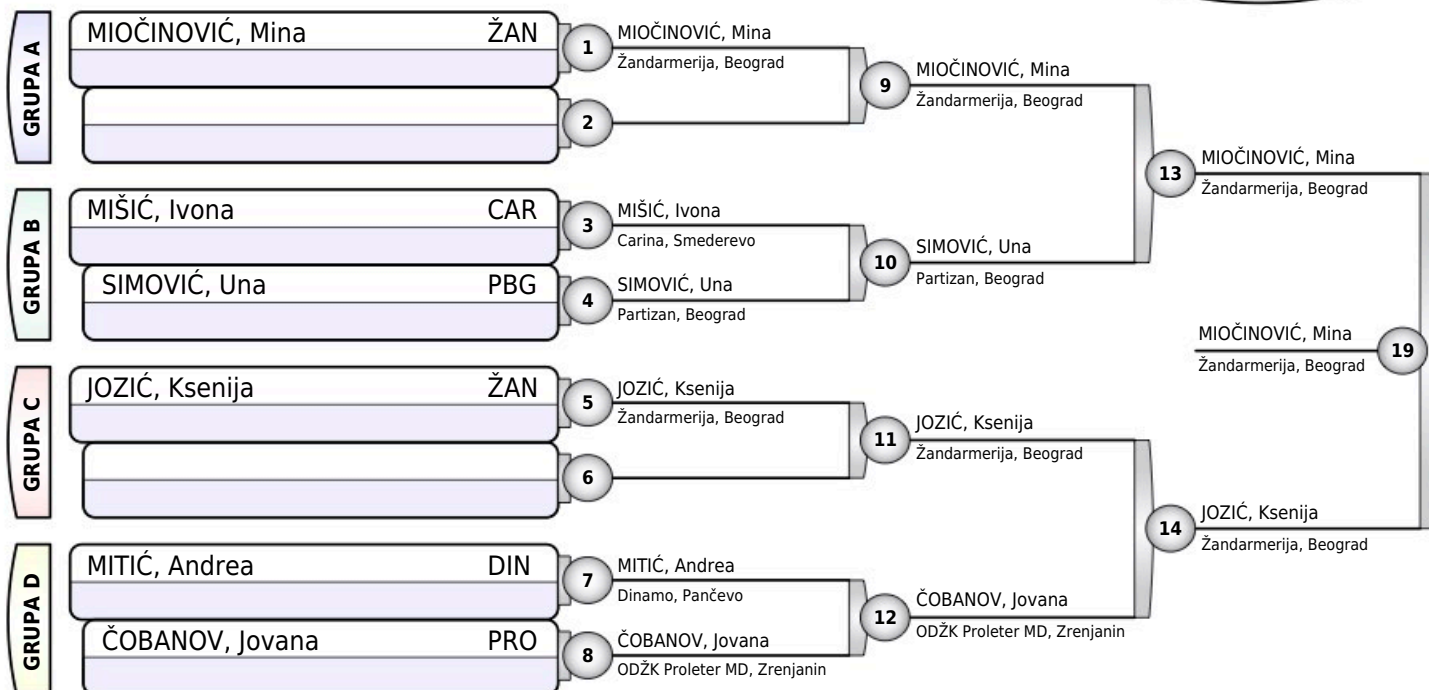 GRUPA A
MIOČINOVIĆ, Mina ŽAN
1
MIOČINOVIĆ, Mina
Žandarmerija, Beograd
2
9
MIOČINOVIĆ, Mina
Žandarmerija, Beograd
GRUPA B
MIŠIĆ, Ivona CAR
3
MIŠIĆ, Ivona
Carina, Smederevo
SIMOVIĆ, Una PBG
4
SIMOVIĆ, Una
Partizan, Beograd
10
SIMOVIĆ, Una
Partizan, Beograd
13
MIOČINOVIĆ, Mina
Žandarmerija, Beograd
GRUPA C
JOZIĆ, Ksenija ŽAN
5
JOZIĆ, Ksenija
Žandarmerija, Beograd
6
11
JOZIĆ, Ksenija
Žandarmerija, Beograd
GRUPA D
MITIĆ, Andrea DIN
7
MITIĆ, Andrea
Dinamo, Pančevo
ČOBANOV, Jovana PRO
8
ČOBANOV, Jovana
ODŽK Proleter MD, Zrenjanin
12
ČOBANOV, Jovana
ODŽK Proleter MD, Zrenjanin
14
JOZIĆ, Ksenija
Žandarmerija, Beograd
MIOČINOVIĆ, Mina
Žandarmerija, Beograd
19